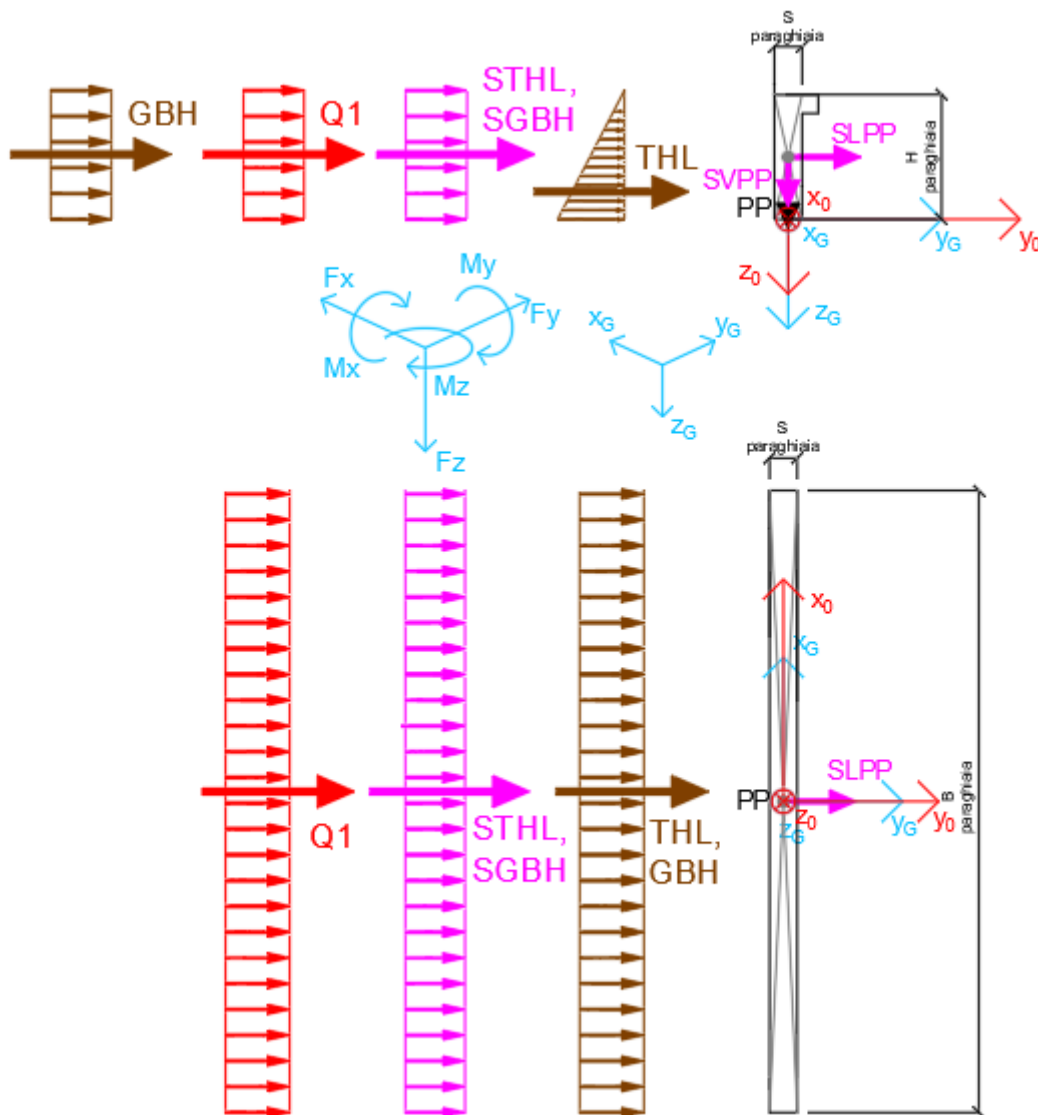 S
paraghiaia
GBH
Q1
STHL,
SGBH
THL
SLPP
SVPP
H
paraghiaia
PP
x0
xG
yG
y0
z0
zG
Fx
My
Fy
Mx
Mz
Fz
xG
yG
zG
S
paraghiaia
x0
xG
SLPP
PP
z0
zG
yG
y0
B
paraghiaia
Q1
STHL,
SGBH
THL,
GBH